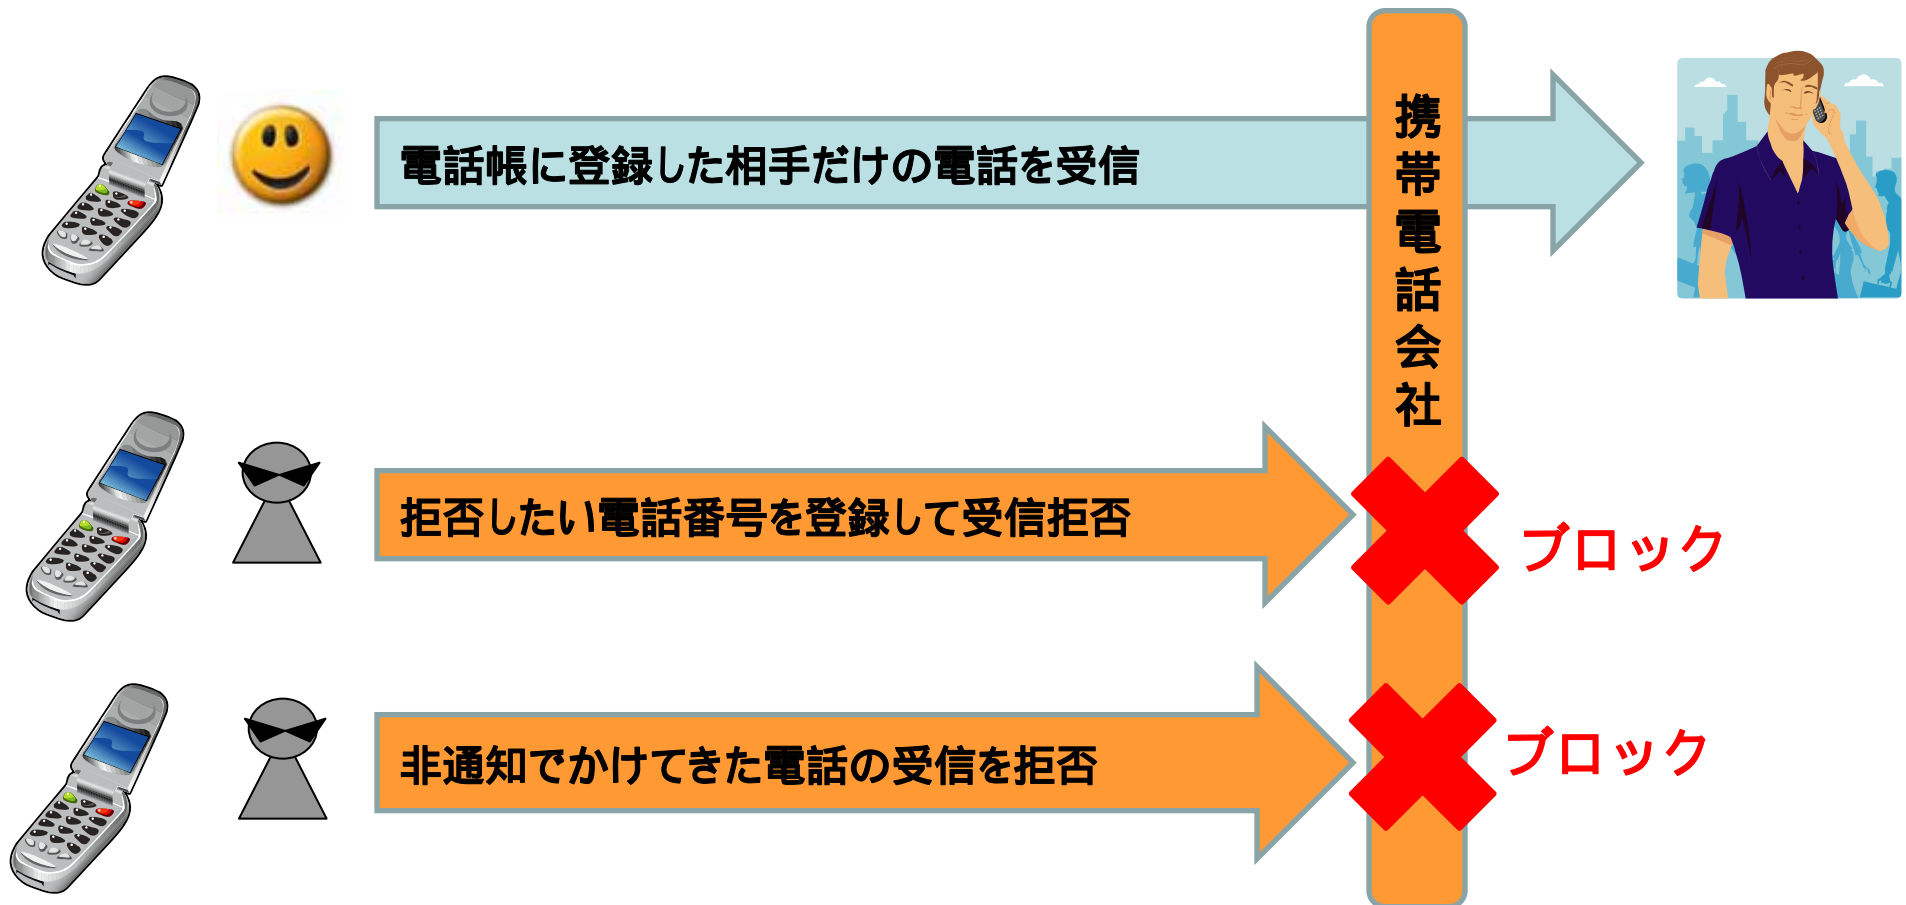 電話帳に登録した相手だけの電話を受信
携帯電話会社
拒否したい電話番号を登録して受信拒否
ブロック
非通知でかけてきた電話の受信を拒否
ブロック